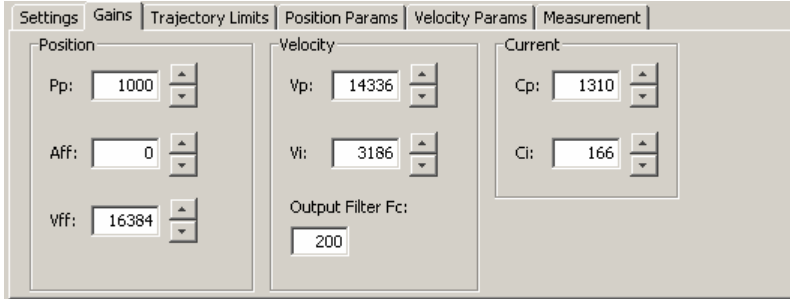 Settings Gains Trajectory Limits Position Params Velocity Params Measurement
Position Velocity Current
Pp: 1000 Vp: 14336 Cp: 1310
Aff: 0 Vi: 3186 Ci: 166
Vff: 16384 Output Filter Fc:
200